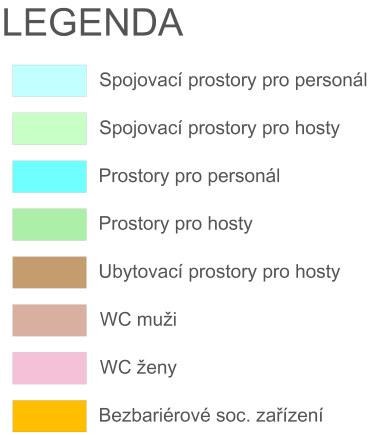 LEGENDA
Spojovací prostory pro personál
Spojovací prostory pro hosty
Prostory pro personál
Prostory pro hosty
Ubytovací prostory pro hosty
WC muži
WC ženy
Bezbariérové soc. zařízení